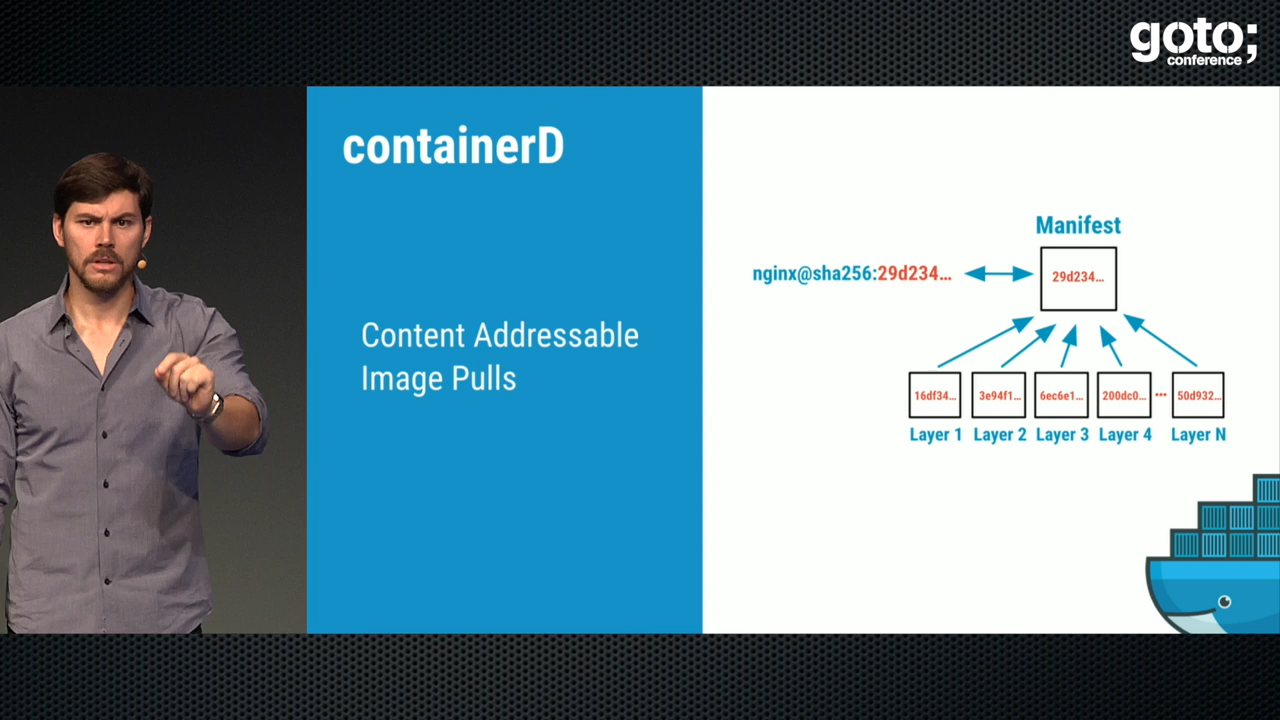 goto;
conference
containerD
Content Addressable
Image Pulls
Manifest
nginx@sha256:29d234…
29d234…
16df34…
3e94f1…
6ec6e1…
200dc0…
•••
50d932…
Layer 1
Layer 2
Layer 3
Layer 4
Layer N